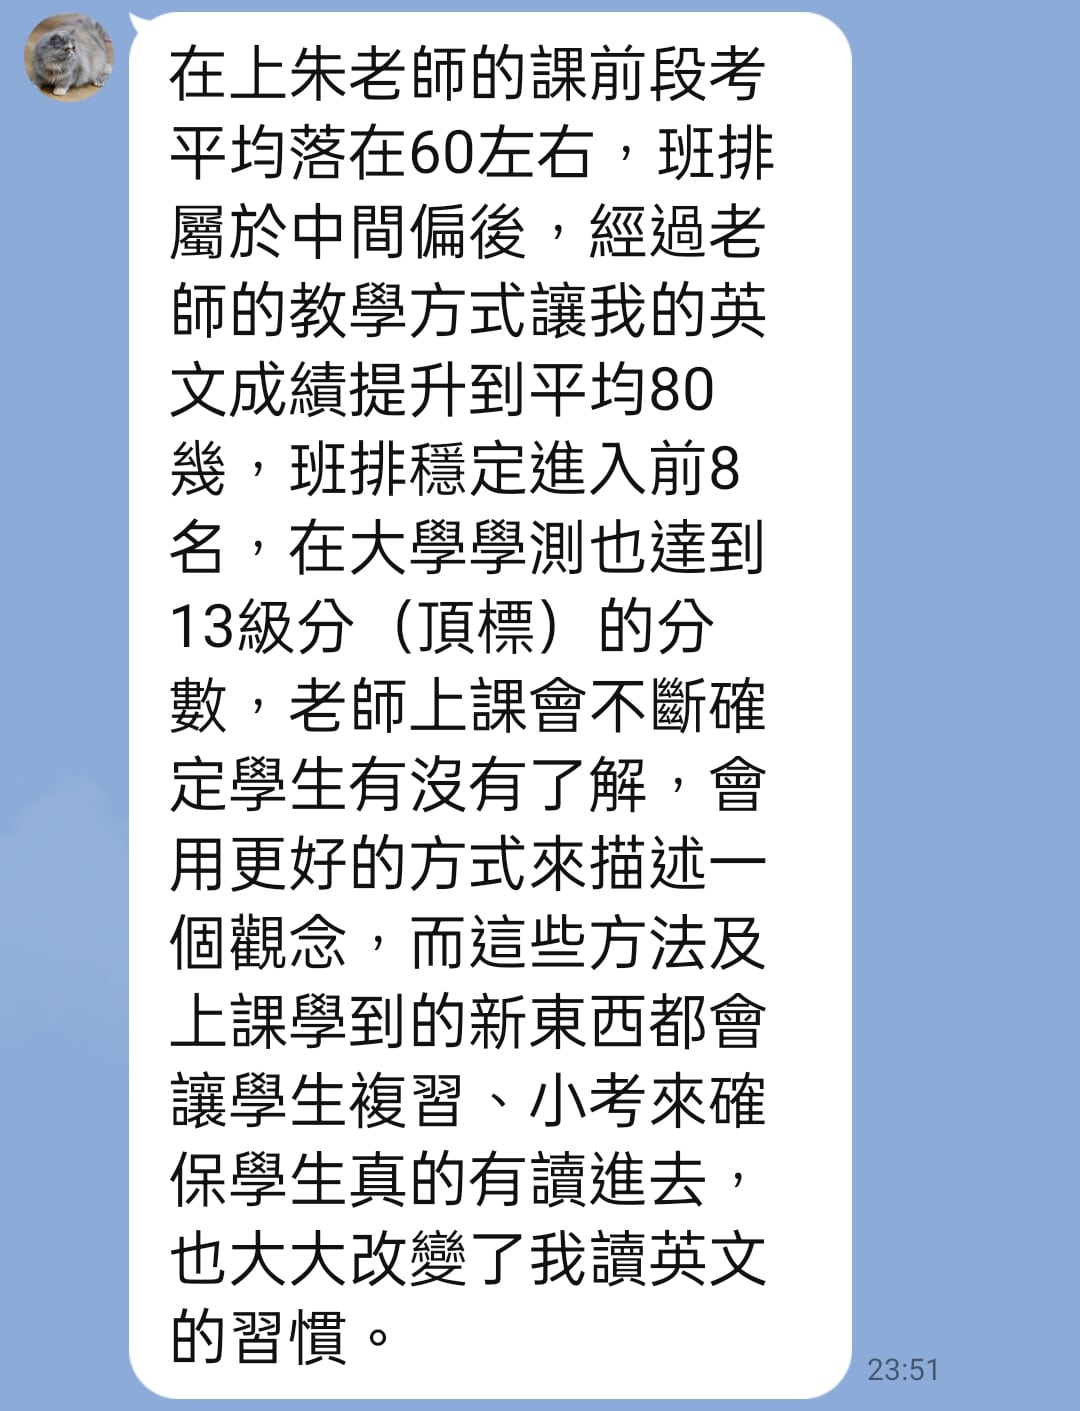 在上朱老師的課前段考
平均落在60左右，班排
屬於中間偏後，經過老
師的教學方式讓我的英
文成績提升到平均80
幾，班排穩定進入前8
名，在大學學測也達到
13級分（頂標）的分
數，老師上課會不斷確
定學生有沒有了解，會
用更好的方式來描述一
個觀念，而這些方法及
上課學到的新東西都會
讓學生複習、小考來確
保學生真的有讀進去，
也大大改變了我讀英文
的習慣。
23:51